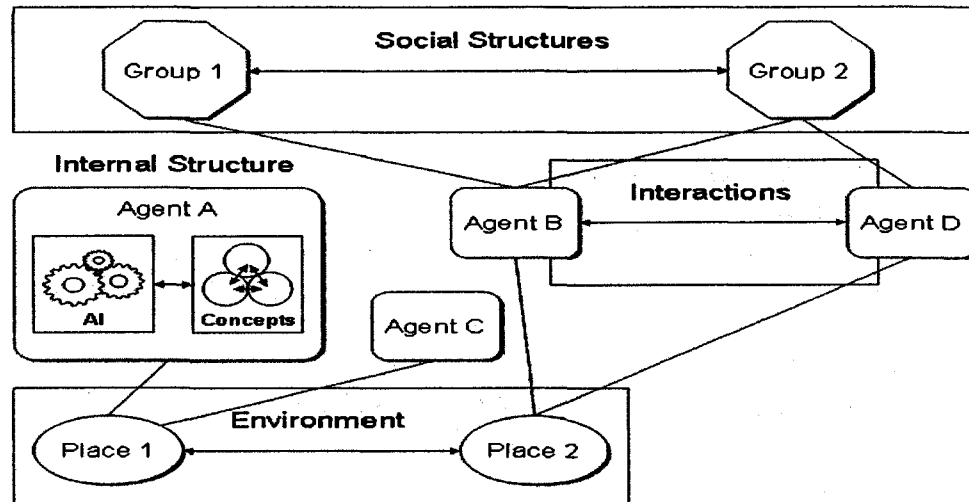 Social Structures
Group 1
Group 2
Internal Structure
Agent A
AI
Concepts
Agent B
Interactions
Agent D
Agent C
Environment
Place 1
Place 2